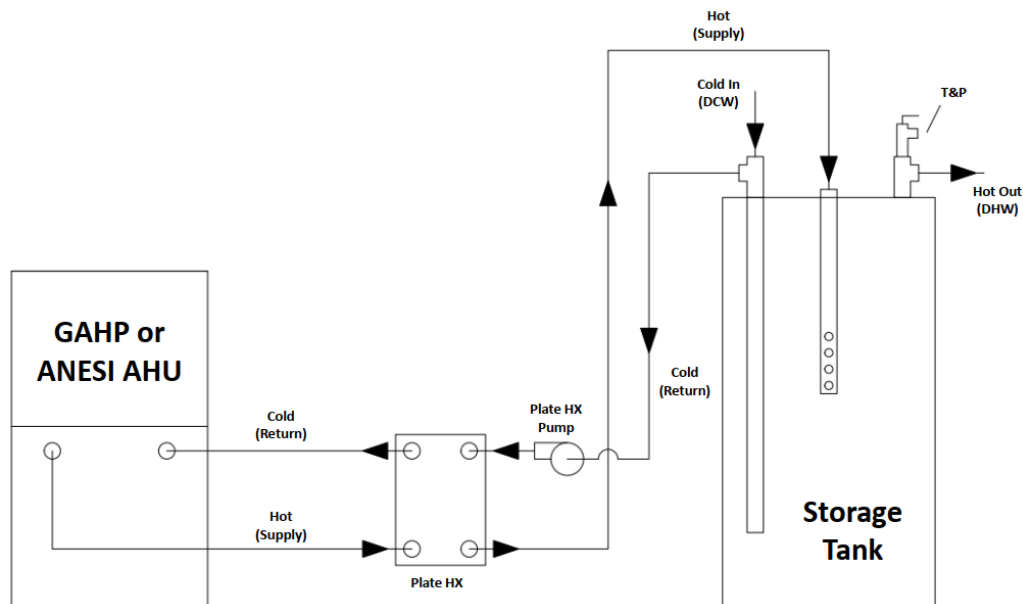 Hot
(Supply)
Cold In
(DCW)
T&P
Hot Out
(DHW)
GAHP or
ANESI AHU
Cold
(Return)
Plate HX
Pump
Cold
(Return)
Hot
(Supply)
Plate HX
Storage
Tank